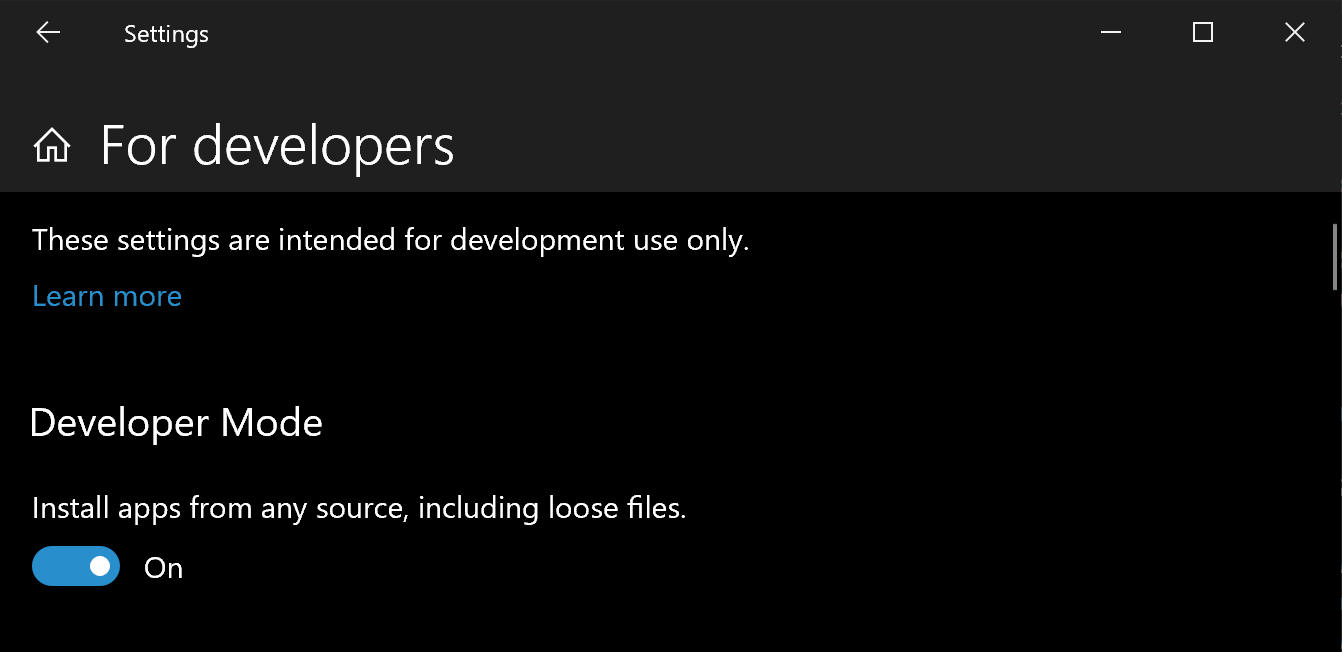 Settings
For developers
These settings are intended for development use only.
Learn more
Developer Mode
Install apps from any source, including loose files.
On